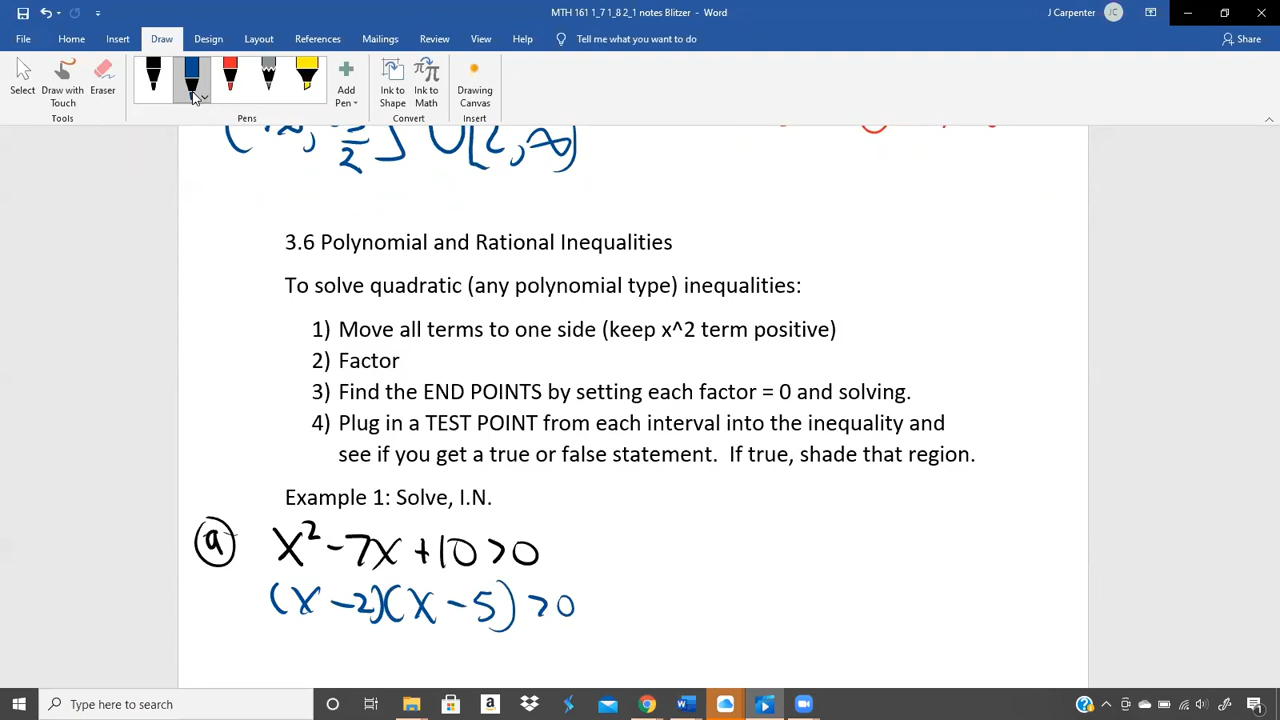 MTH 161 1_7 1_8 2_1 notes Blitzer - Word
J Carpenter
JC
File Home Insert Draw Design Layout References Mailings Review View Help Tell me what you want to do
Share
Select
Draw with Touch
Eraser
Add Pen
Ink to Shape
Ink to Math
Drawing Canvas
Tools
Pens
Convert
Insert
3.6 Polynomial and Rational Inequalities
To solve quadratic (any polynomial type) inequalities:
1) Move all terms to one side (keep x^2 term positive)
2) Factor
3) Find the END POINTS by setting each factor = 0 and solving.
4) Plug in a TEST POINT from each interval into the inequality and
see if you get a true or false statement. If true, shade that region.
Example 1: Solve, I.N.
(a) x² - 7x + 10 > 0
(x - 2)(x - 5) > 0
Type here to search